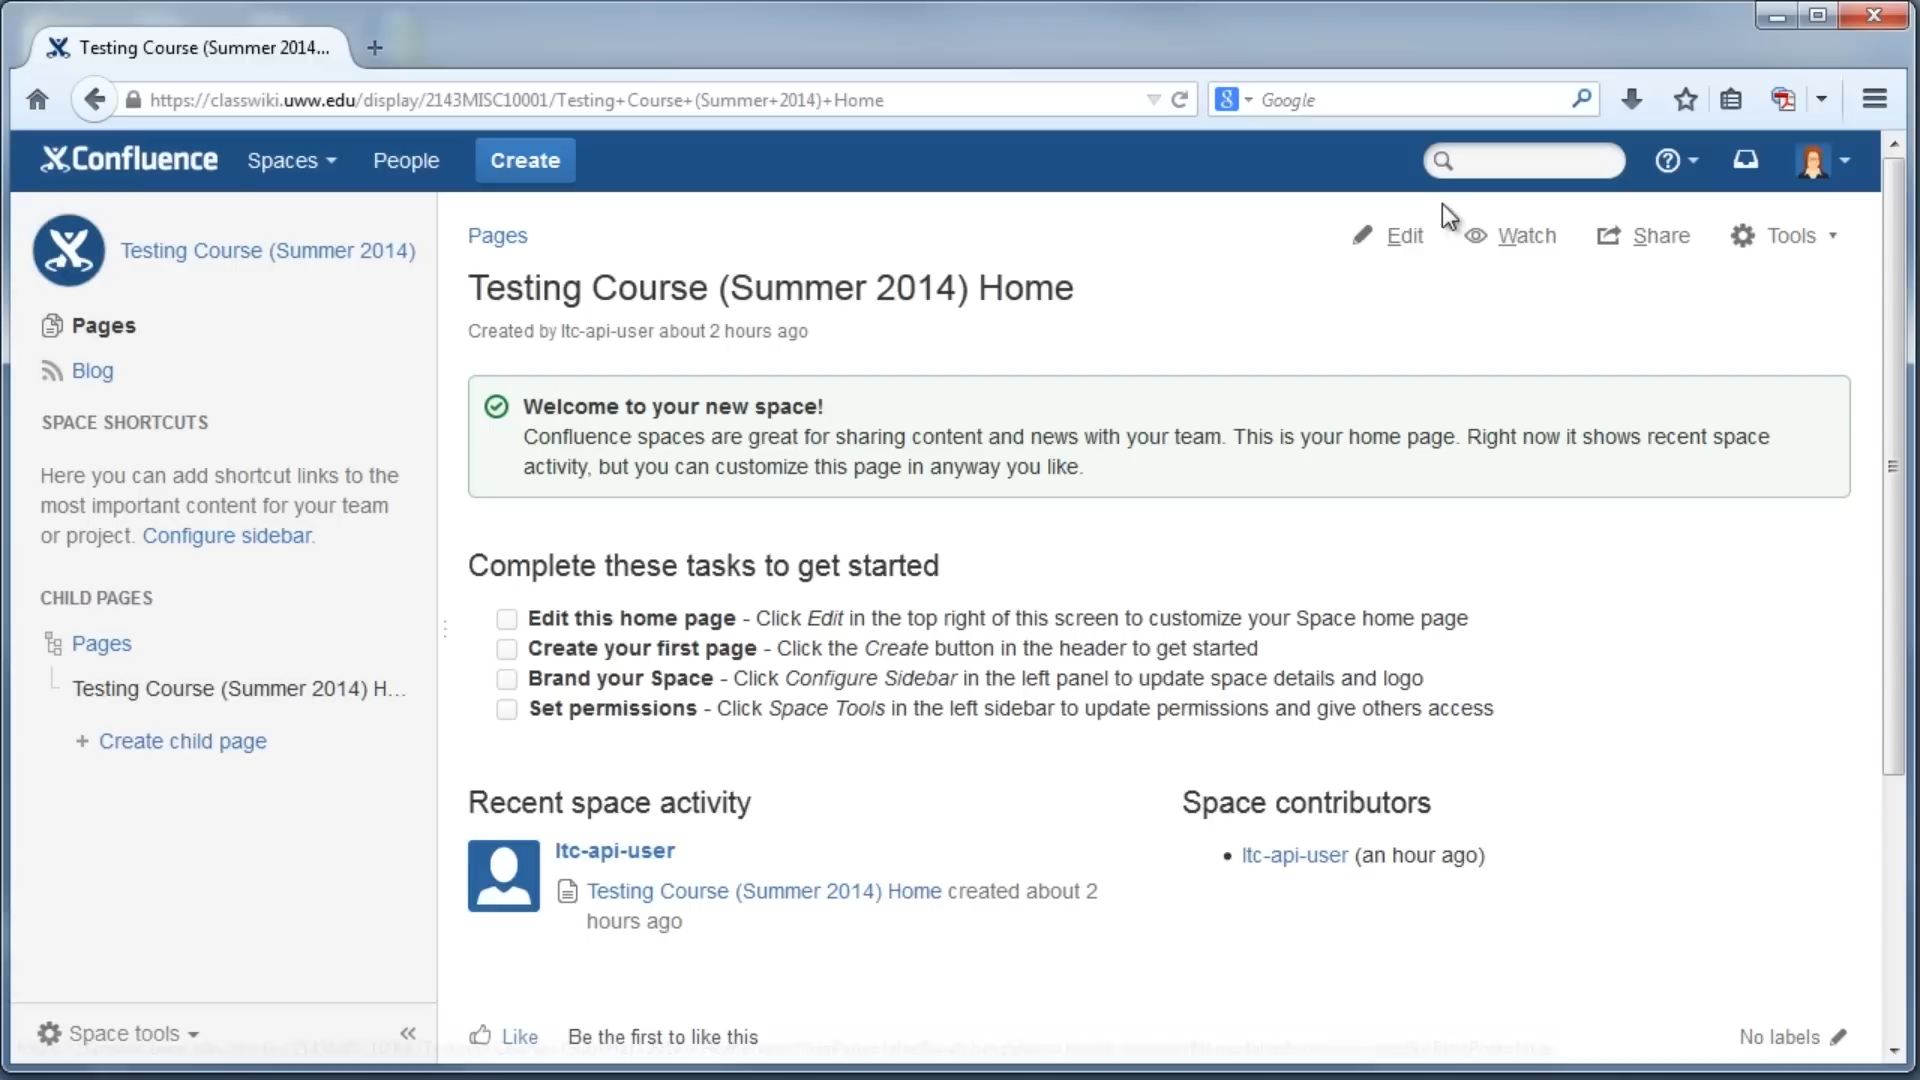 Testing Course (Summer 2014...
https://classwiki.uww.edu/display/2143MISC10001/Testing+Course+(Summer+2014)+Home
Google
Confluence Spaces People Create
Testing Course (Summer 2014)
Pages
Blog
SPACE SHORTCUTS
Here you can add shortcut links to the
most important content for your team
or project. Configure sidebar.
CHILD PAGES
Pages
Testing Course (Summer 2014) H...
+ Create child page
Space tools
Pages
Edit Watch Share Tools
Testing Course (Summer 2014) Home
Created by ltc-api-user about 2 hours ago
Welcome to your new space!
Confluence spaces are great for sharing content and news with your team. This is your home page. Right now it shows recent space
activity, but you can customize this page in anyway you like.
Complete these tasks to get started
Edit this home page - Click Edit in the top right of this screen to customize your Space home page
Create your first page - Click the Create button in the header to get started
Brand your Space - Click Configure Sidebar in the left panel to update space details and logo
Set permissions - Click Space Tools in the left sidebar to update permissions and give others access
Recent space activity
ltc-api-user
Testing Course (Summer 2014) Home created about 2
hours ago
Space contributors
• ltc-api-user (an hour ago)
Like Be the first to like this
No labels